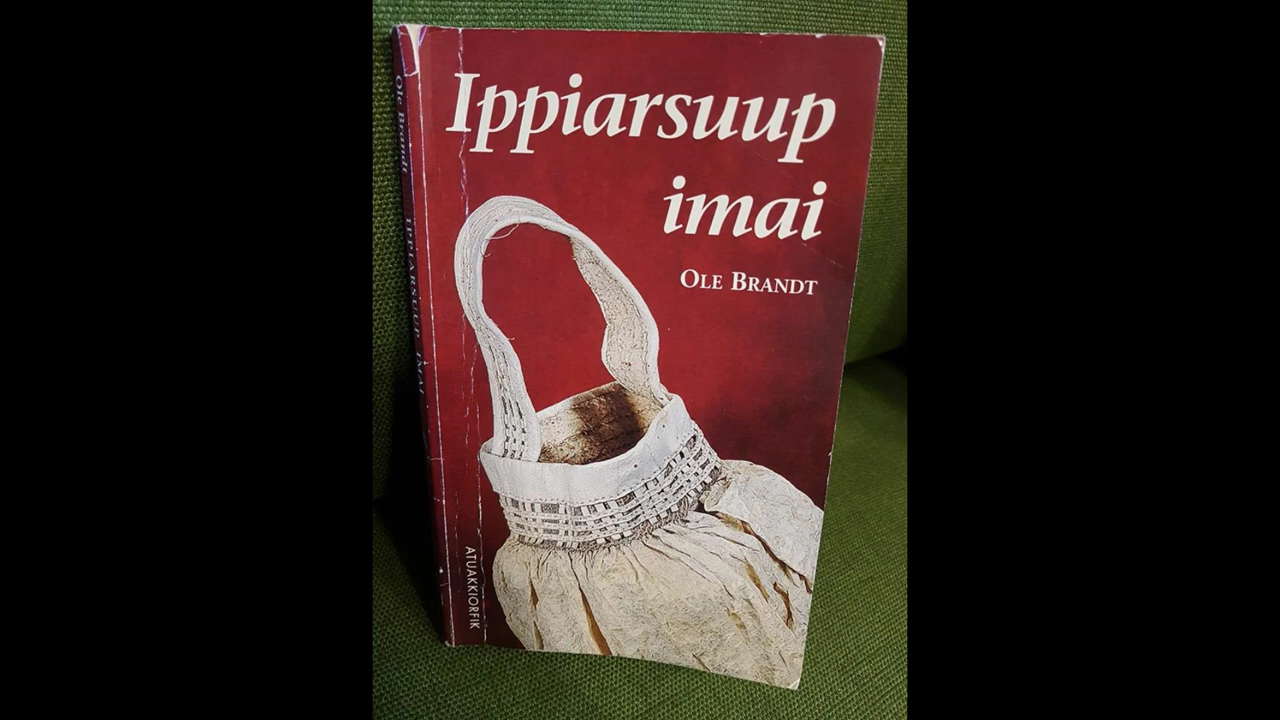 Ippiarsuup
imai
OLE BRANDT
ATUAKKIORFIK
Ole Brandt
IPPIARSUUP IMAI